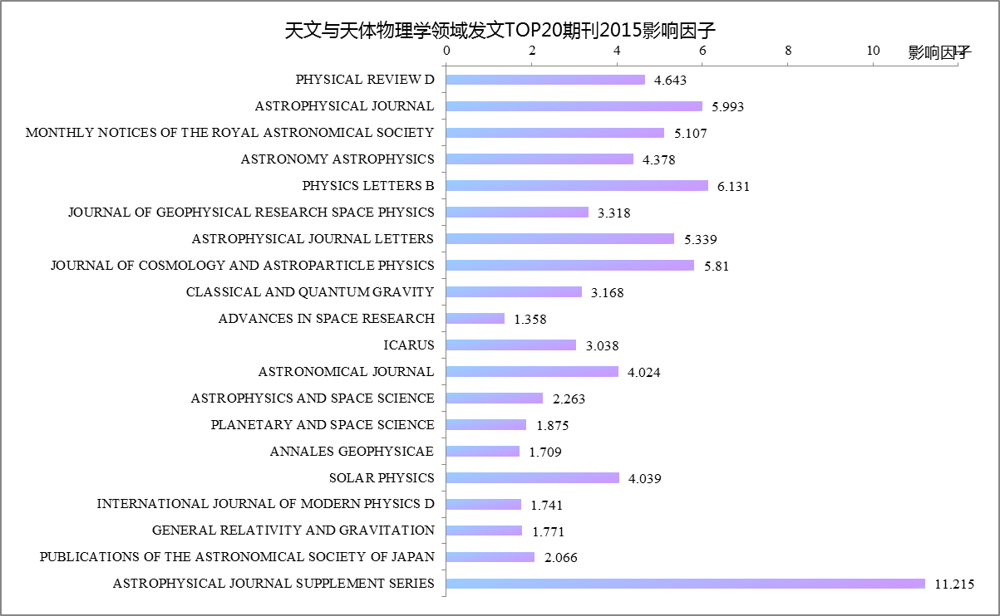 天文与天体物理学领域发文TOP20期刊2015影响因子
0 2 4 6 8 10 12
影响因子
PHYSICAL REVIEW D 4.643
ASTROPHYSICAL JOURNAL 5.993
MONTHLY NOTICES OF THE ROYAL ASTRONOMICAL SOCIETY 5.107
ASTRONOMY ASTROPHYSICS 4.378
PHYSICS LETTERS B 6.131
JOURNAL OF GEOPHYSICAL RESEARCH SPACE PHYSICS 3.318
ASTROPHYSICAL JOURNAL LETTERS 5.339
JOURNAL OF COSMOLOGY AND ASTROPARTICLE PHYSICS 5.81
CLASSICAL AND QUANTUM GRAVITY 3.168
ADVANCES IN SPACE RESEARCH 1.358
ICARUS 3.038
ASTRONOMICAL JOURNAL 4.024
ASTROPHYSICS AND SPACE SCIENCE 2.263
PLANETARY AND SPACE SCIENCE 1.875
ANNALES GEOPHYSICAE 1.709
SOLAR PHYSICS 4.039
INTERNATIONAL JOURNAL OF MODERN PHYSICS D 1.741
GENERAL RELATIVITY AND GRAVITATION 1.771
PUBLICATIONS OF THE ASTRONOMICAL SOCIETY OF JAPAN 2.066
ASTROPHYSICAL JOURNAL SUPPLEMENT SERIES 11.215